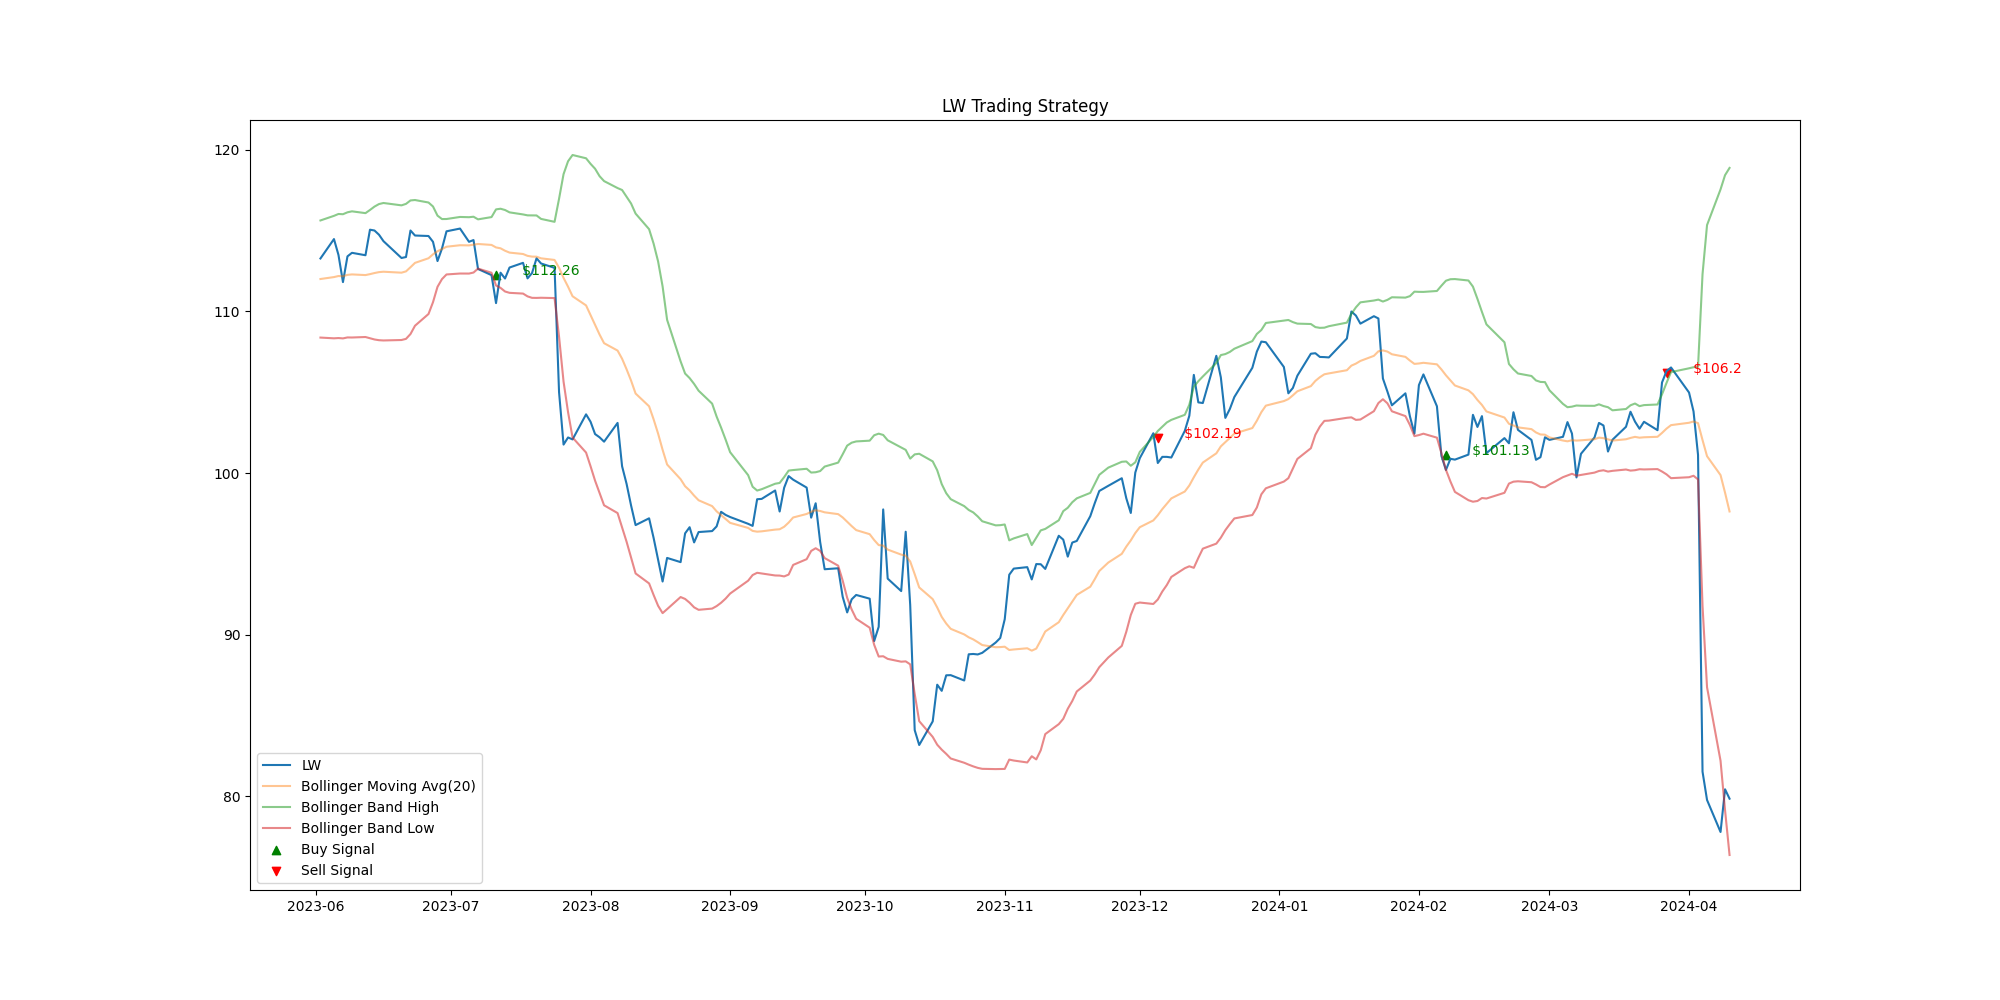 LW Trading Strategy
120
110
100
90
80
$112.26
$102.19
$101.13
$106.2
LW
Bollinger Moving Avg(20)
Bollinger Band High
Bollinger Band Low
Buy Signal
Sell Signal
2023-06 2023-07 2023-08 2023-09 2023-10 2023-11 2023-12 2024-01 2024-02 2024-03 2024-04